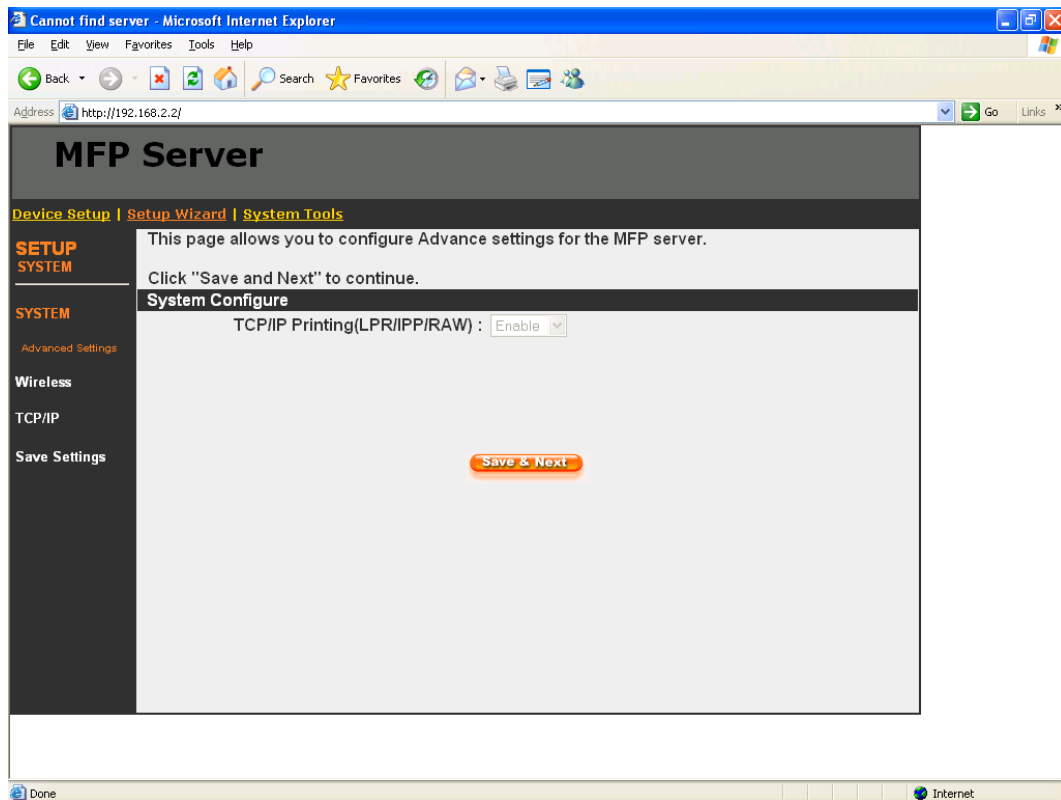 Cannot find server - Microsoft Internet Explorer
File Edit View Favorites Tools Help
Back Search Favorites
Address http://192.168.2.2/ Go Links »
MFP Server
Device Setup | Setup Wizard | System Tools
SETUP
SYSTEM
SYSTEM
Advanced Settings
Wireless
TCP/IP
Save Settings
This page allows you to configure Advance settings for the MFP server.
Click "Save and Next" to continue.
System Configure
TCP/IP Printing(LPR/IPP/RAW) : Enable
Save & Next
Done Internet